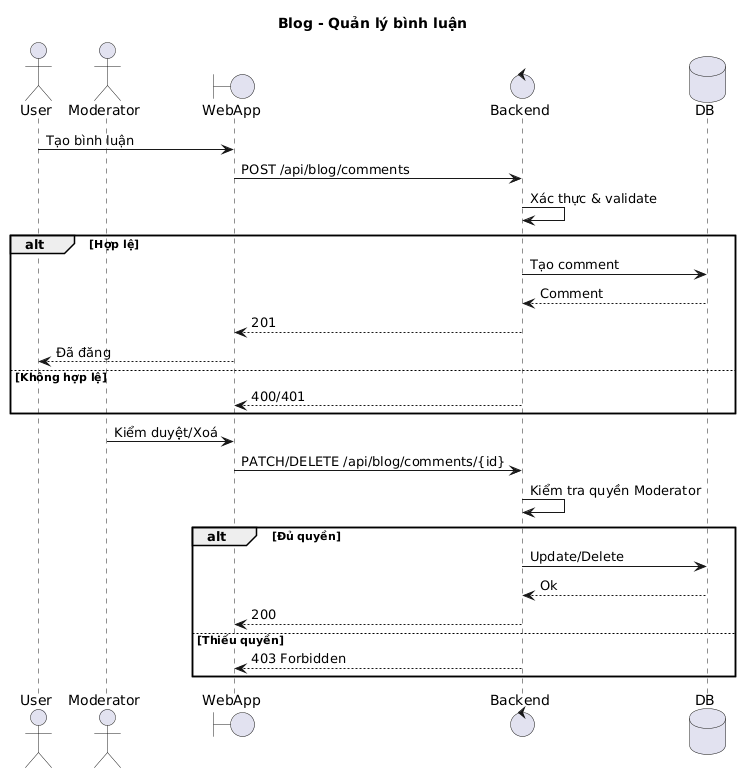 Blog - Quản lý bình luận
User
Moderator
WebApp
Backend
DB
Tạo bình luận
POST /api/blog/comments
Xác thực & validate
alt [Hợp lệ]
Tạo comment
Comment
201
Đã đăng
[Không hợp lệ]
400/401
Kiểm duyệt/Xoá
PATCH/DELETE /api/blog/comments/{id}
Kiểm tra quyền Moderator
alt [Đủ quyền]
Update/Delete
Ok
200
[Thiếu quyền]
403 Forbidden
User
Moderator
WebApp
Backend
DB